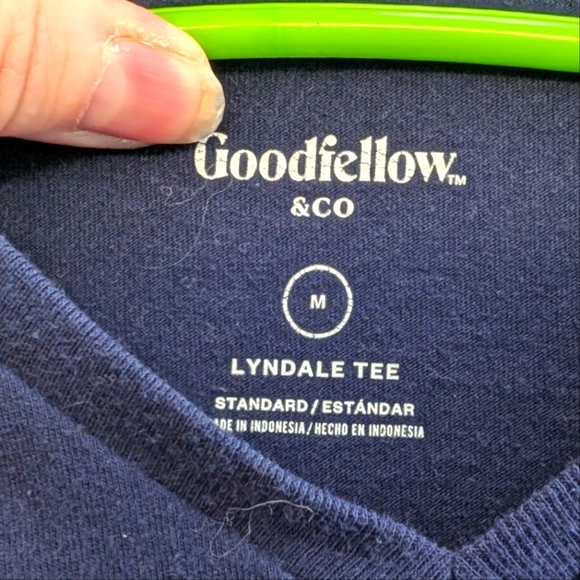 Goodfellow™
&CO
M
LYNDALE TEE
STANDARD/ESTÁNDAR
ADE IN INDONESIA/HECHO EN INDONESIA